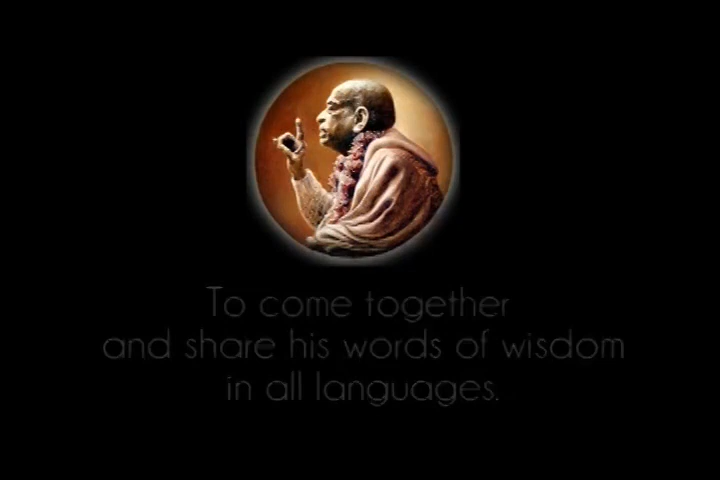 To come together
and share his words of wisdom
in all languages.